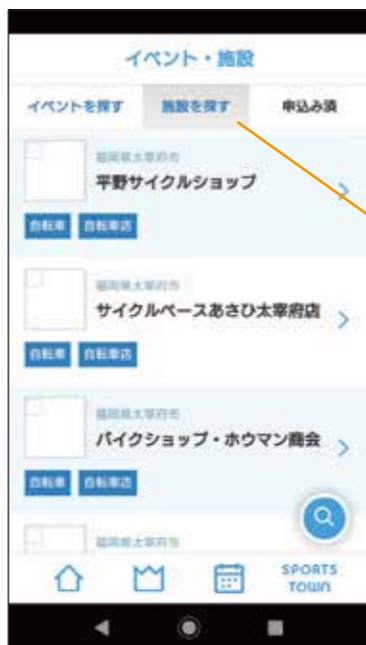 イベント・施設
イベントを探す 施設を探す 申込み済
福岡県太宰府市
平野サイクルショップ
自転車 自転車店
福岡県太宰府市
サイクルベースあさひ太宰府店
自転車 自転車店
福岡県太宰府市
バイクショップ・ホウマン商会
自転車 自転車店
福岡県太宰府市
SPORTS
TOWN